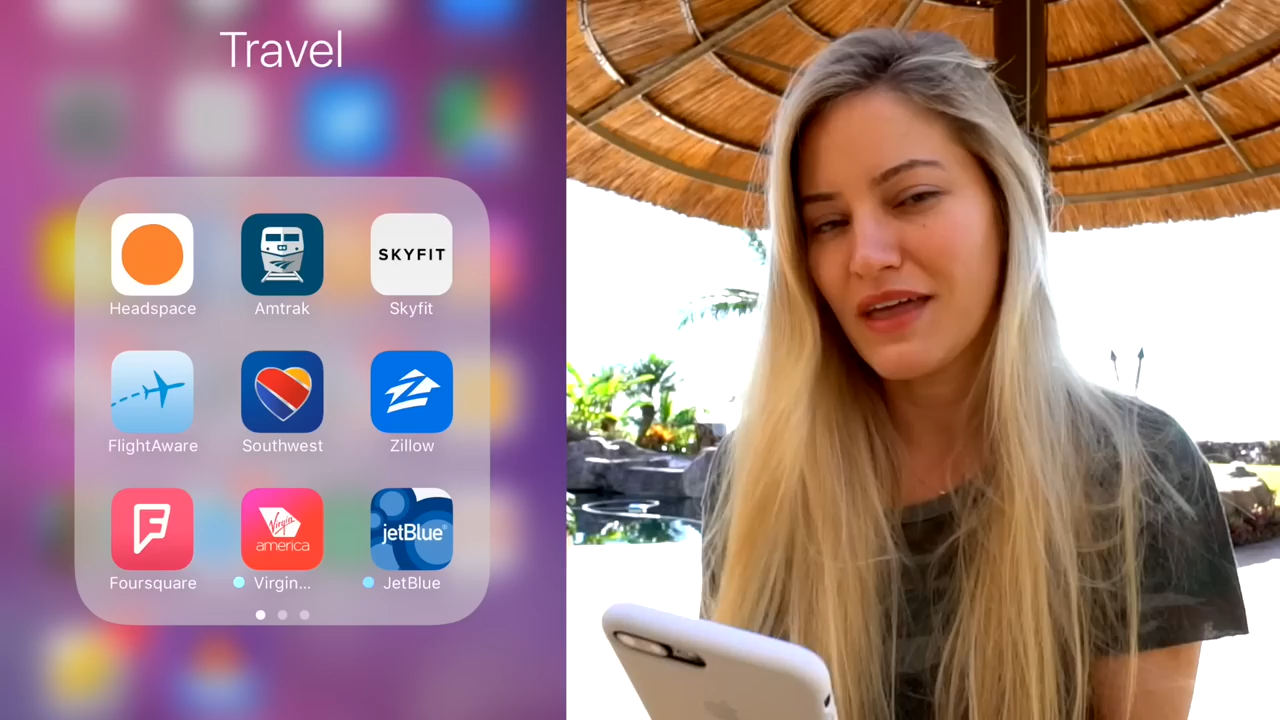 Travel
SKYFIT
Headspace Amtrak Skyfit
FlightAware Southwest Zillow
Virgin
america
jetBlue
Foursquare Virgin... JetBlue